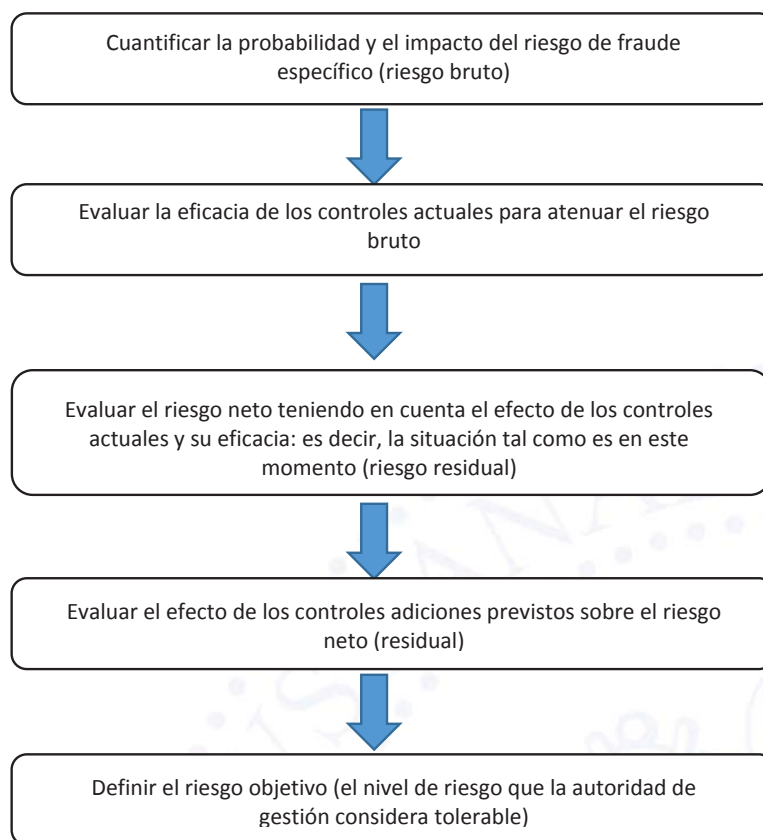 Cuantificar la probabilidad y el impacto del riesgo de fraude
específico (riesgo bruto)
Evaluar la eficacia de los controles actuales para atenuar el riesgo
bruto
Evaluar el riesgo neto teniendo en cuenta el efecto de los controles
actuales y su eficacia: es decir, la situación tal como es en este
momento (riesgo residual)
Evaluar el efecto de los controles adiciones previstos sobre el riesgo
neto (residual)
Definir el riesgo objetivo (el nivel de riesgo que la autoridad de
gestión considera tolerable)